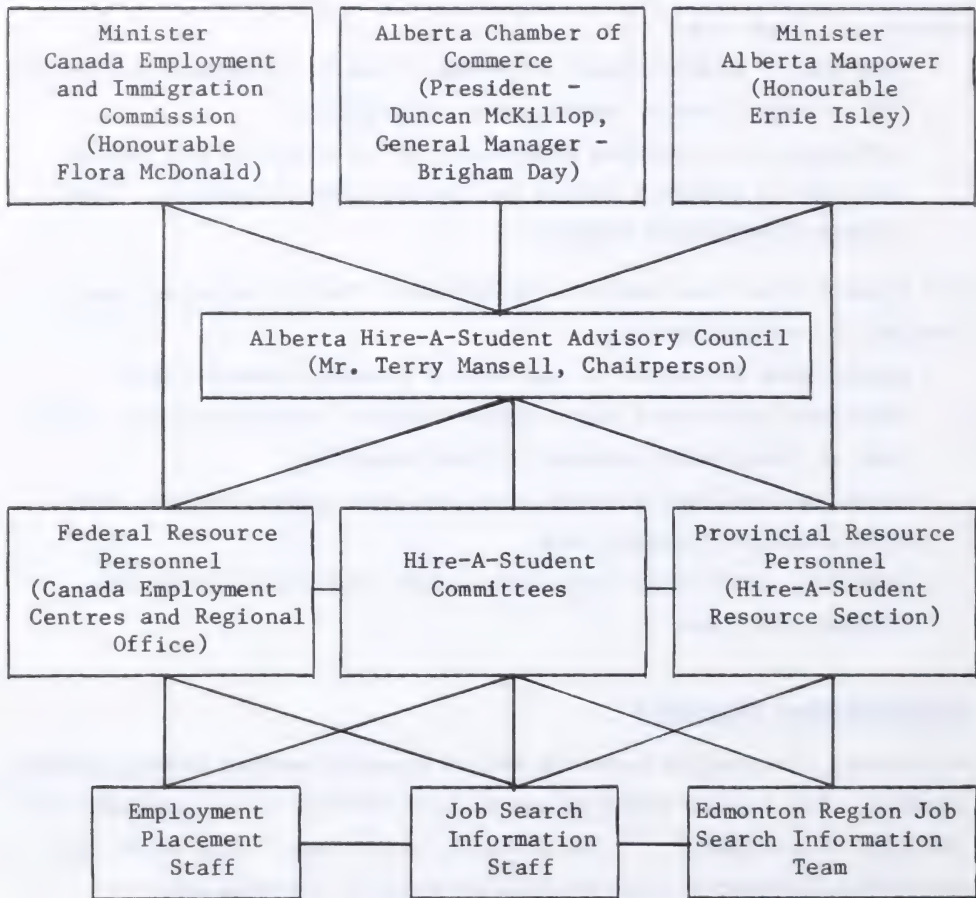 Minister
Canada Employment
and Immigration
Commission
(Honourable
Flora McDonald)
Alberta Chamber of
Commerce
(President -
Duncan McKillop,
General Manager -
Brigham Day)
Minister
Alberta Manpower
(Honourable
Ernie Isley)
Alberta Hire-A-Student Advisory Council
(Mr. Terry Mansell, Chairperson)
Federal Resource
Personnel
(Canada Employment
Centres and Regional
Office)
Hire-A-Student
Committees
Provincial Resource
Personnel
(Hire-A-Student
Resource Section)
Employment
Placement
Staff
Job Search
Information
Staff
Edmonton Region Job
Search Information
Team